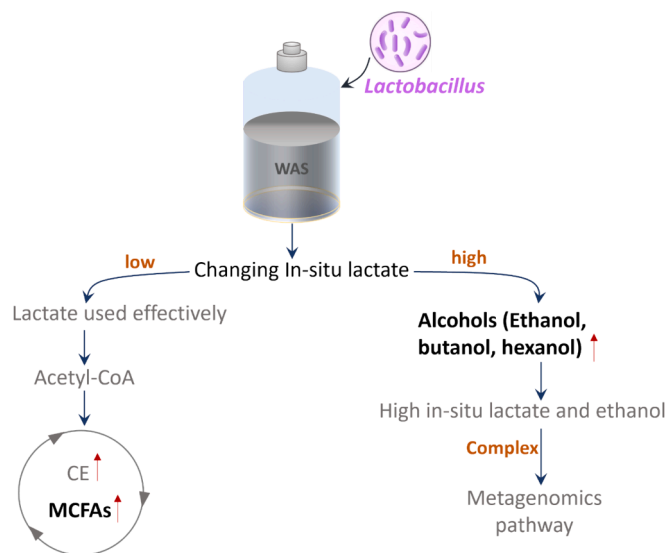 Lactobacillus
WAS
low
Changing In-situ lactate
high
Lactate used effectively
Acetyl-CoA
CE
MCFAs
Alcohols (Ethanol,
butanol, hexanol)
High in-situ lactate and ethanol
Complex
Metagenomics
pathway